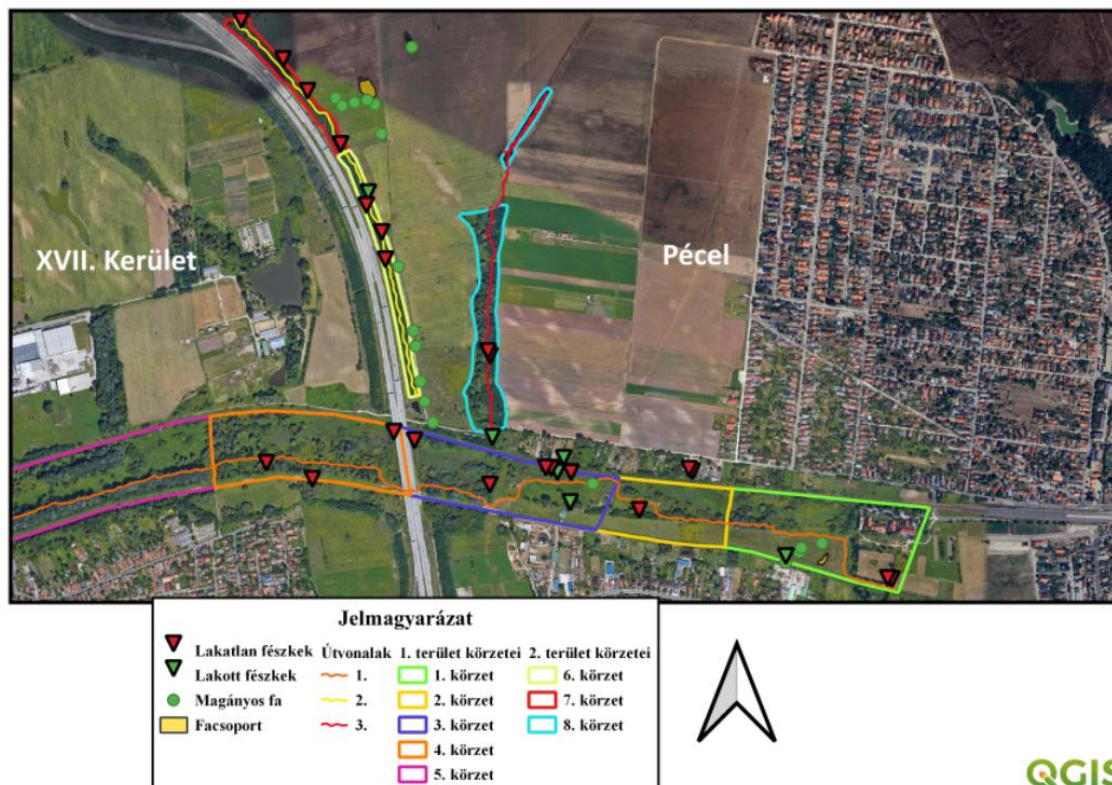 XVII. Kerület
Pécel
Jelmagyarázat
Lakatlan fészkek
Lakott fészkek
Magányos fa
Facsoport
Útvonalak
1.
2.
3.
1. terület körzetei
1. körzet
2. körzet
3. körzet
4. körzet
5. körzet
2. terület körzetei
6. körzet
7. körzet
8. körzet
QGIS